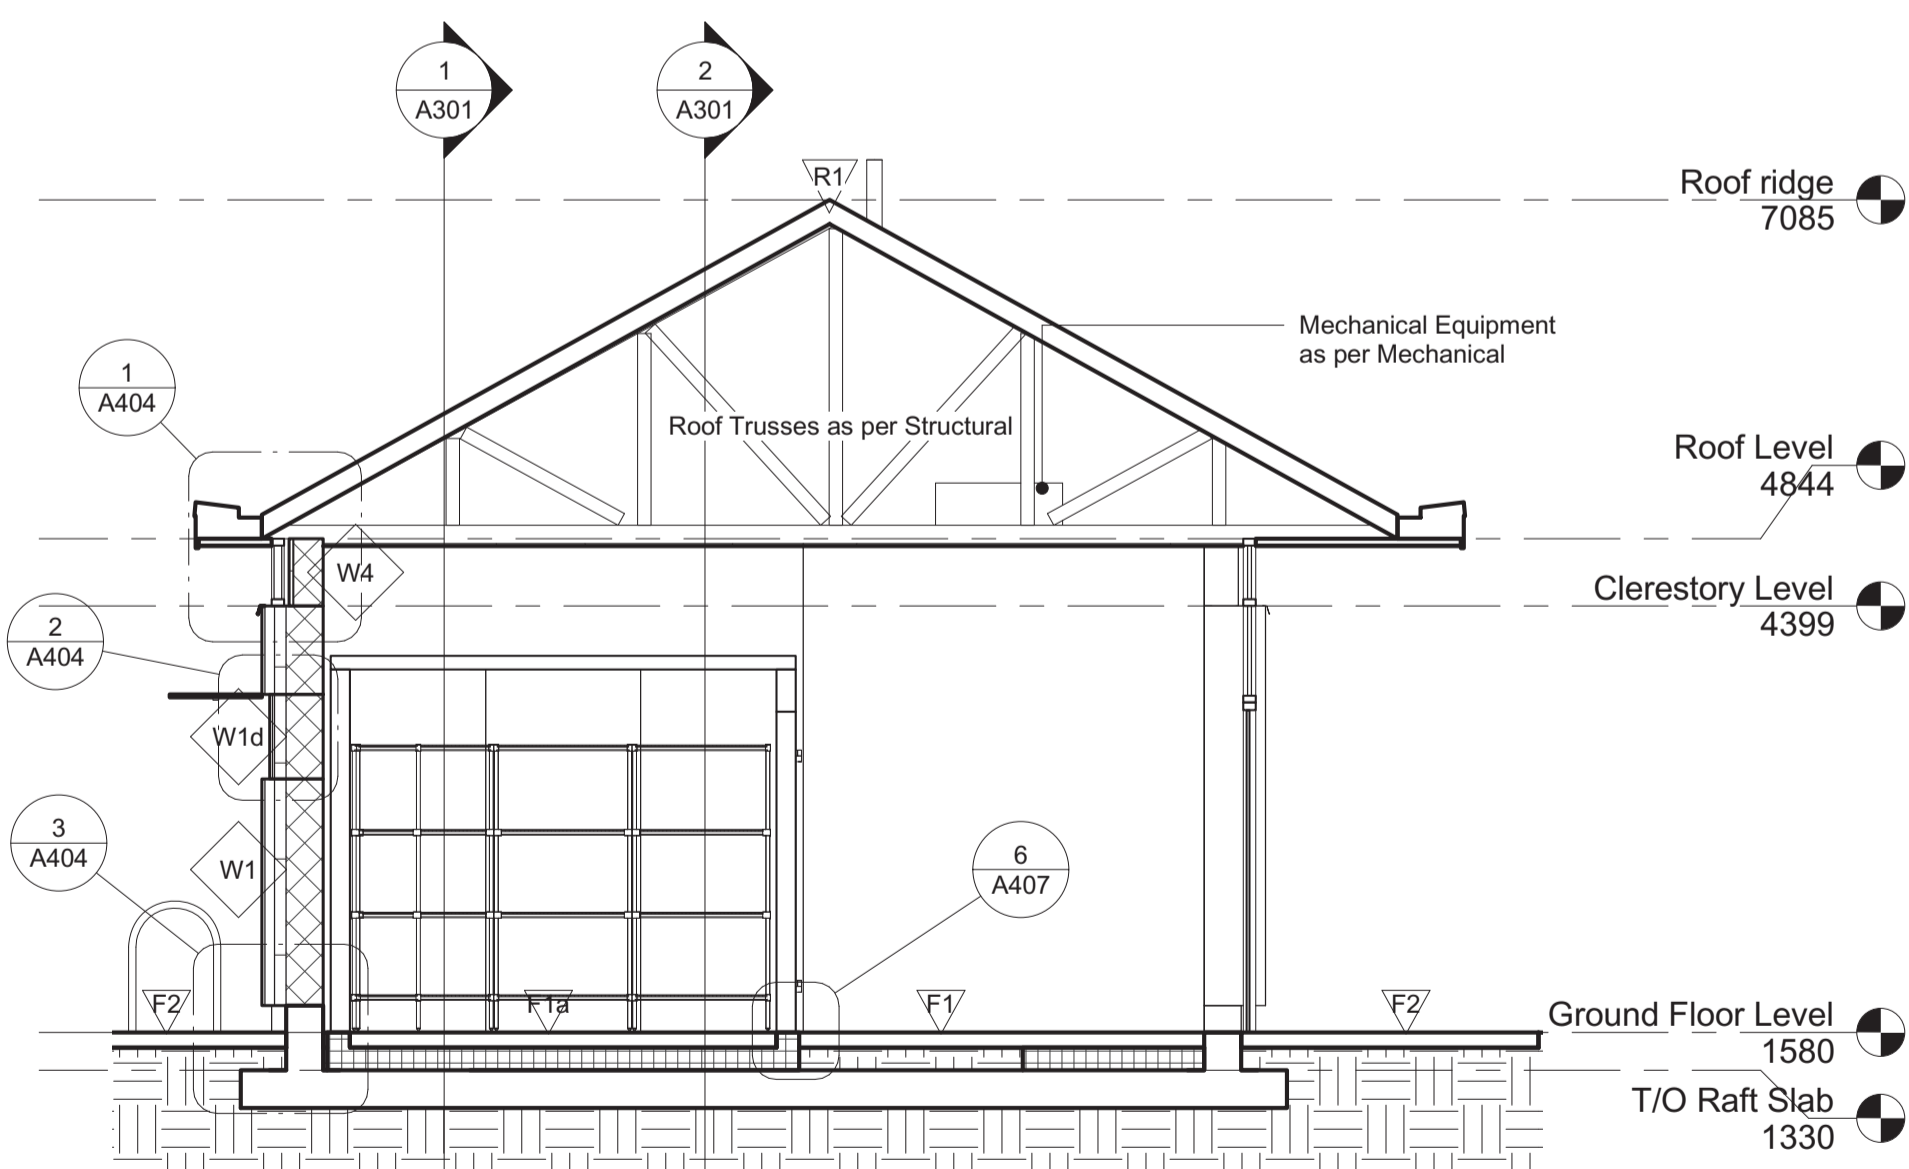 1
A301
2
A301
R1
Roof ridge
7085
Mechanical Equipment
as per Mechanical
1
A404
Roof Trusses as per Structural
Roof Level
4844
W4
Clerestory Level
4399
2
A404
W1d
3
A404
W1
6
A407
F2
F1a
F1
F2
Ground Floor Level
1580
T/O Raft Slab
1330